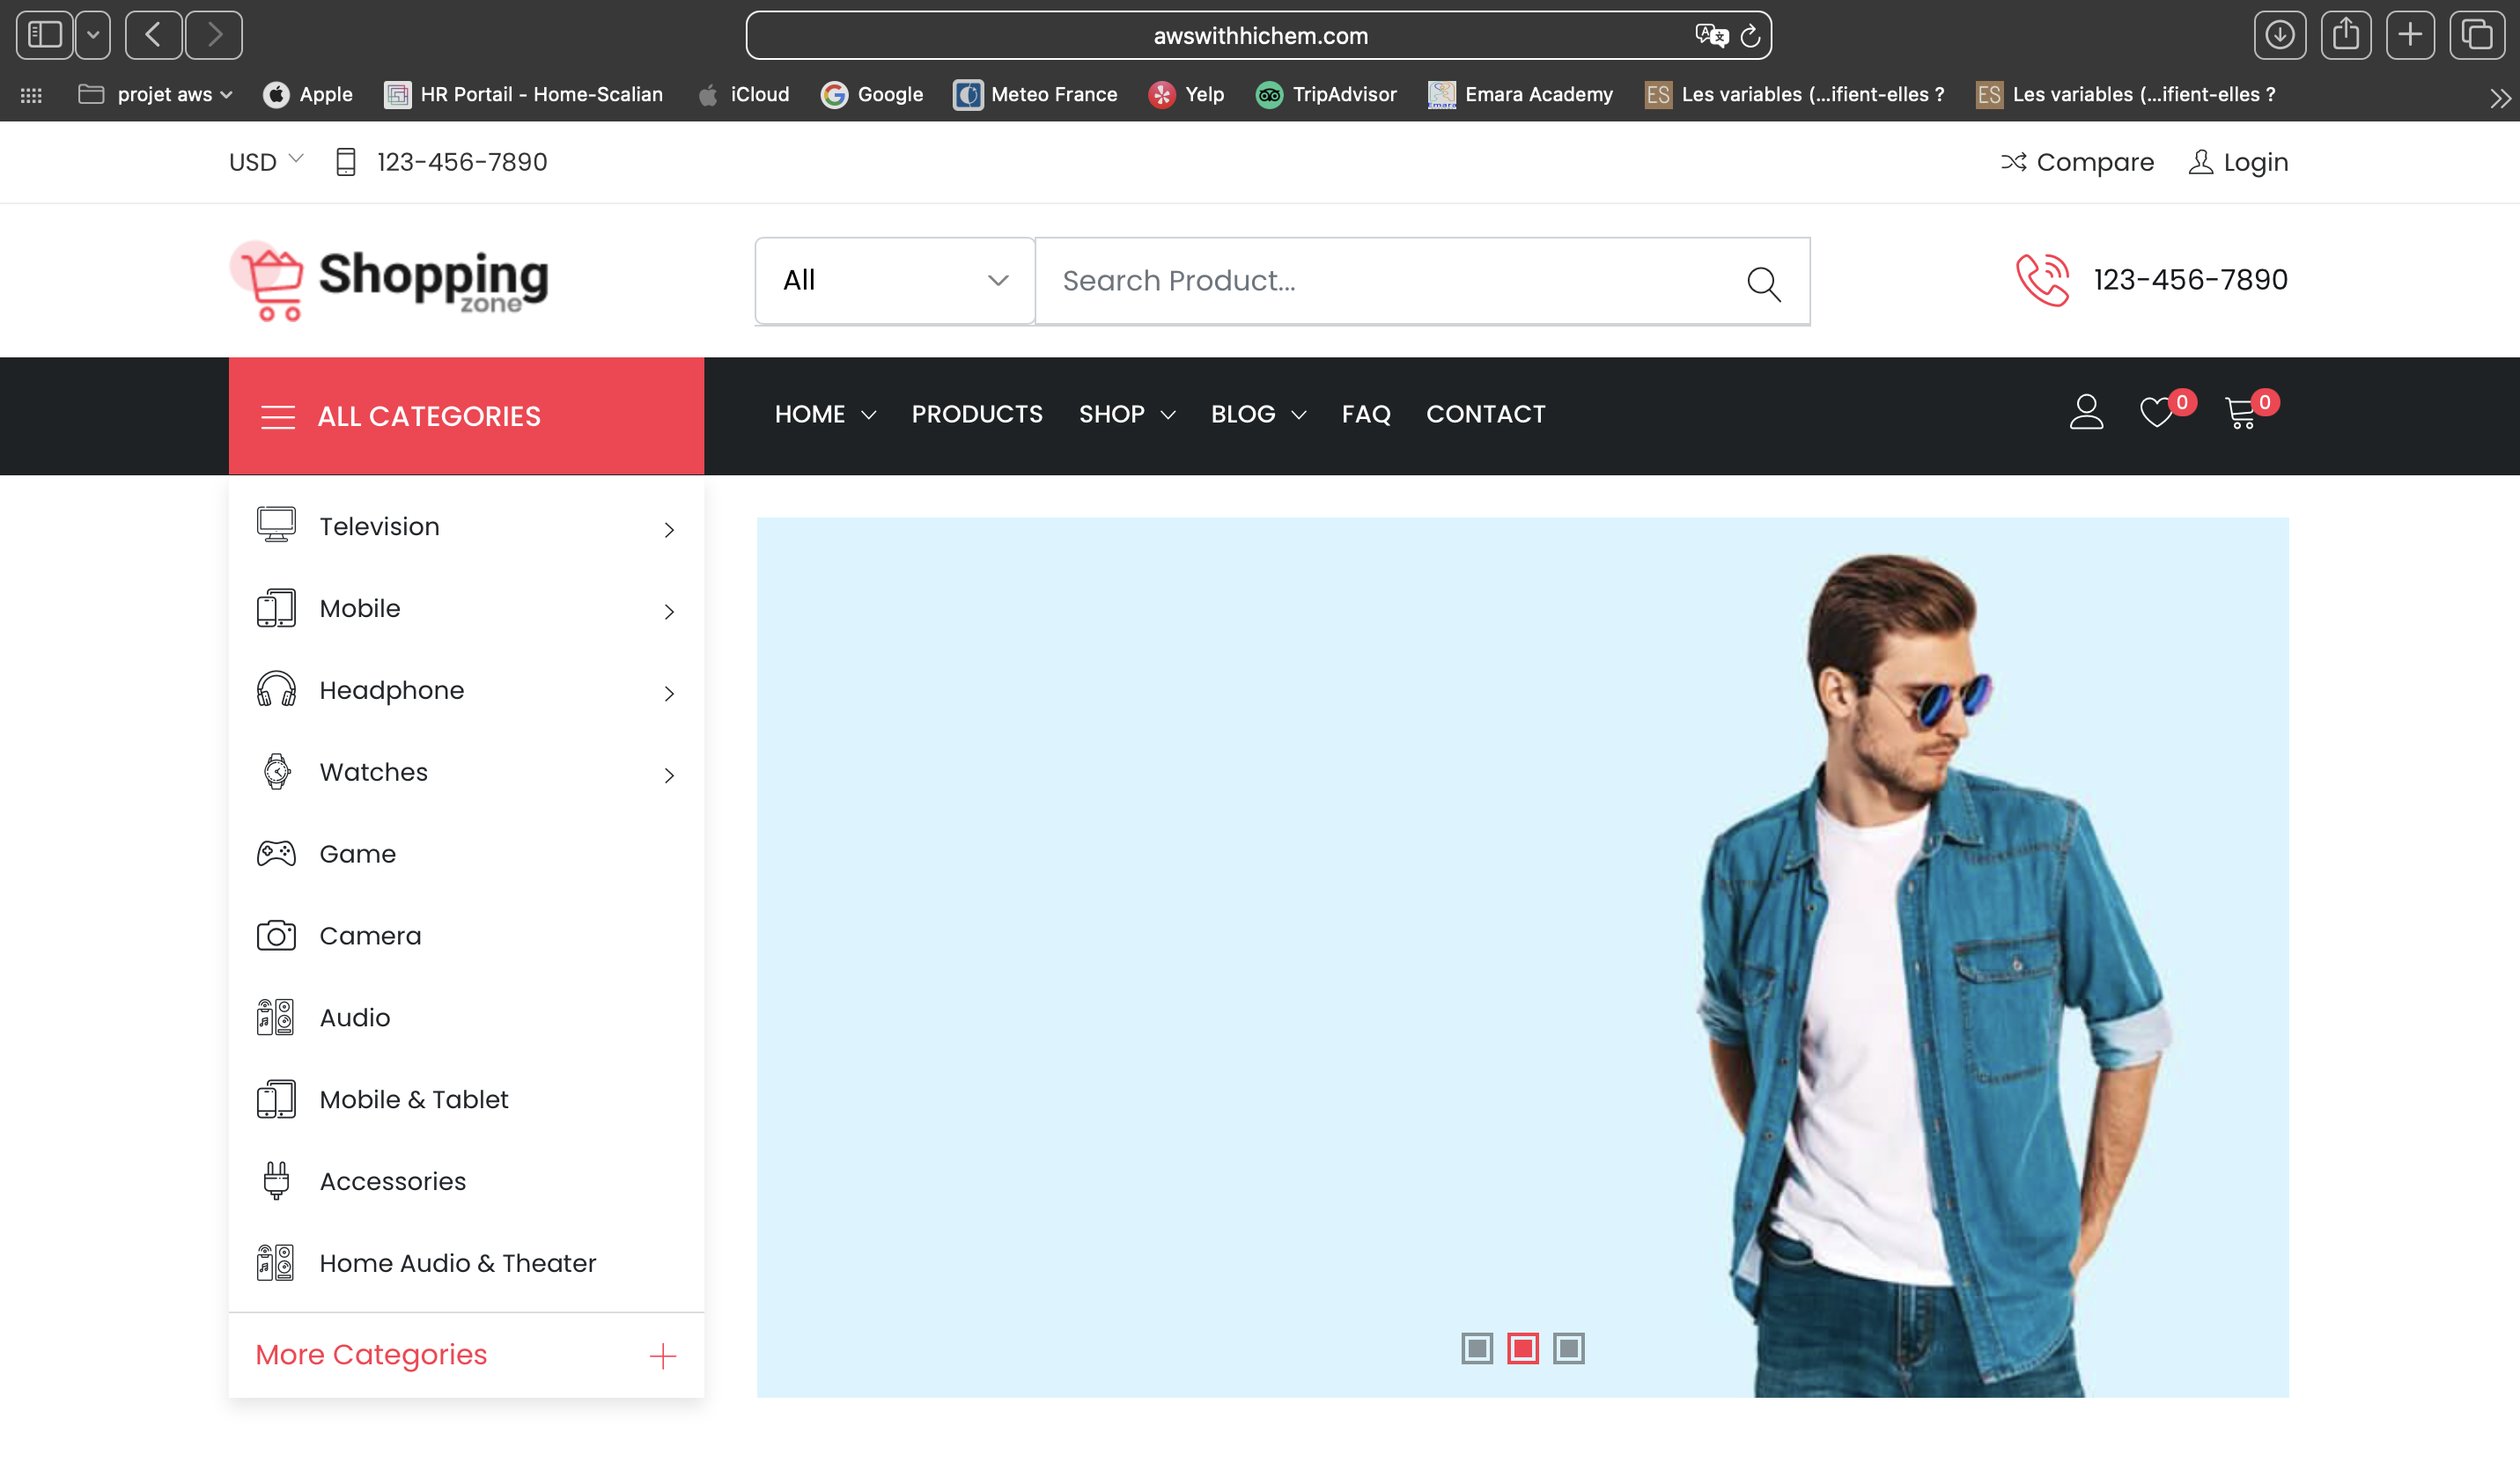 awswithhichem.com
projet aws
Apple
HR Portail - Home-Scalian
iCloud
Google
Meteo France
Yelp
TripAdvisor
Emara Academy
ES Les variables (...ifient-elles ?
ES Les variables (...ifient-elles ?
USD
123-456-7890
Compare
Login
Shopping
zone
All
Search Product...
123-456-7890
ALL CATEGORIES
HOME
PRODUCTS
SHOP
BLOG
FAQ
CONTACT
0
0
Television
Mobile
Headphone
Watches
Game
Camera
Audio
Mobile & Tablet
Accessories
Home Audio & Theater
More Categories